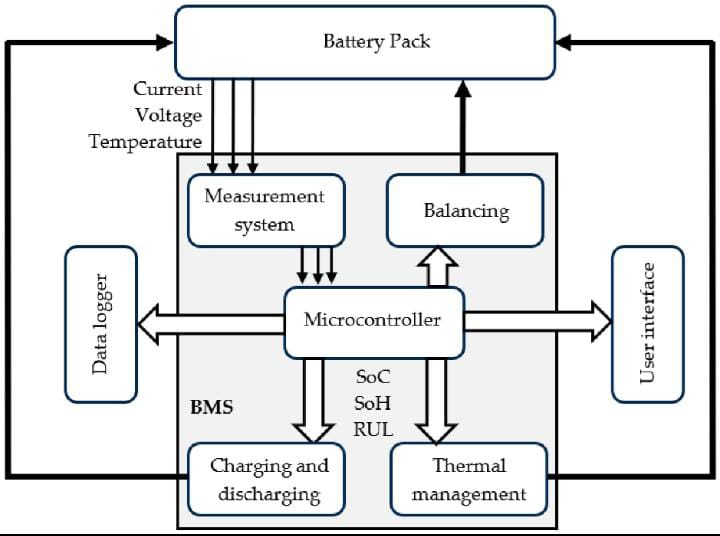 Battery Pack
Current
Voltage
Temperature
Measurement
system
Balancing
Data logger
Microcontroller
User interface
SoC
SoH
RUL
BMS
Charging and
discharging
Thermal
management